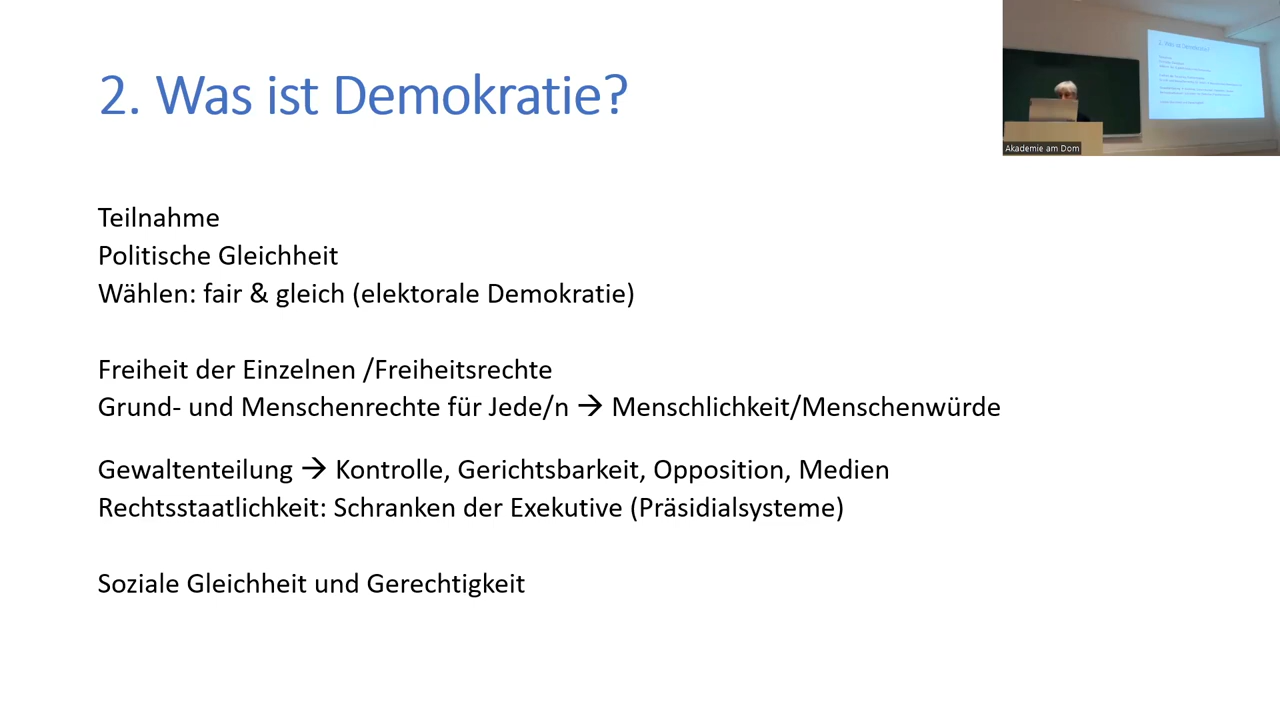 2. Was ist Demokratie?
Akademie am Dom
Teilnahme
Politische Gleichheit
Wählen: fair & gleich (elektorale Demokratie)
Freiheit der Einzelnen /Freiheitsrechte
Grund- und Menschenrechte für Jede/n → Menschlichkeit/Menschenwürde
Gewaltenteilung → Kontrolle, Gerichtsbarkeit, Opposition, Medien
Rechtsstaatlichkeit: Schranken der Exekutive (Präsidialsysteme)
Soziale Gleichheit und Gerechtigkeit